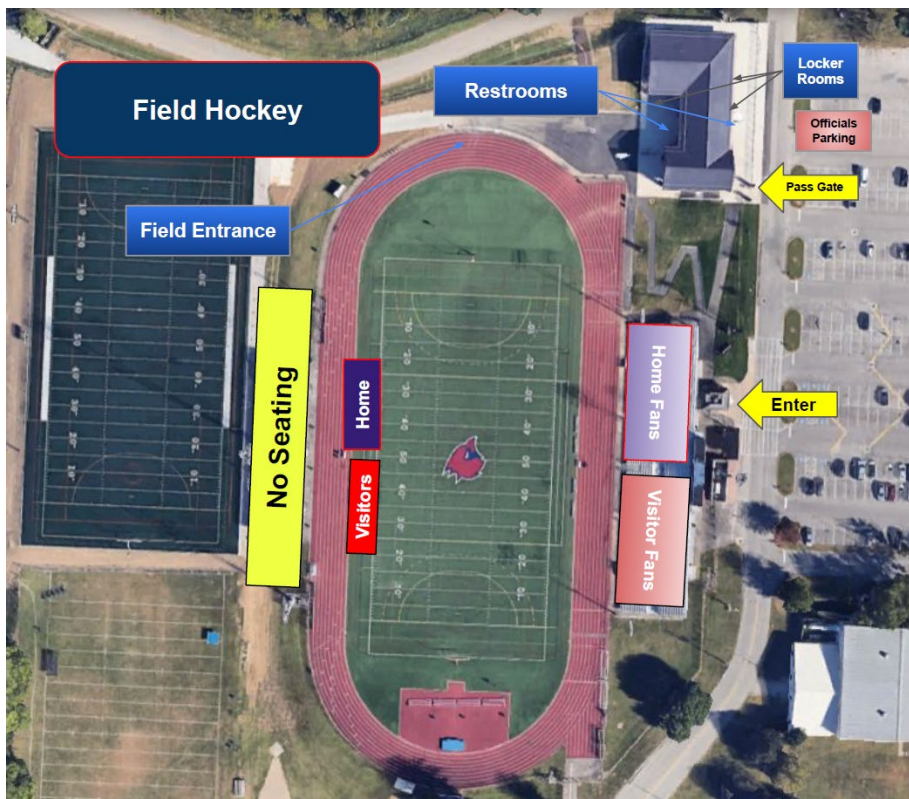 Field Hockey
Restrooms
Locker
Rooms
Officials
Parking
Pass Gate
Field Entrance
No Seating
Home
Visitors
Home Fans
Visitor Fans
Enter
W